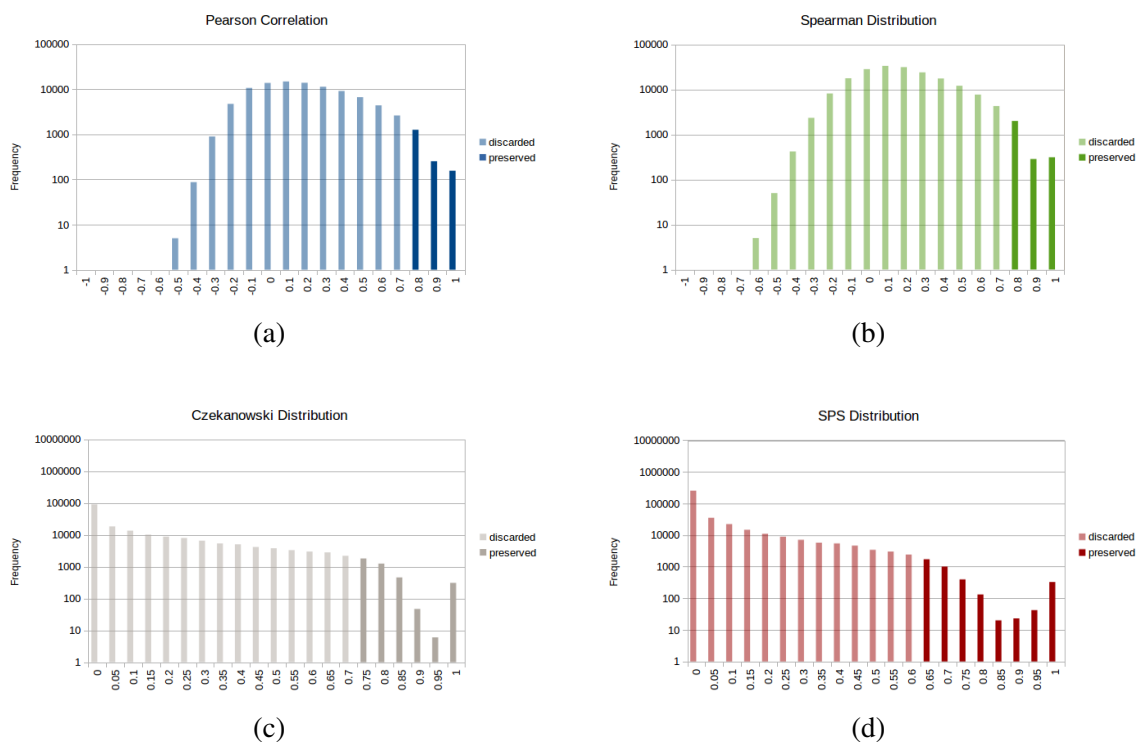 Pearson Correlation
100000
10000
1000
100
10
1
Frequency
-1 -0.9 -0.8 -0.7 -0.6 -0.5 -0.4 -0.3 -0.2 -0.1 0 0.1 0.2 0.3 0.4 0.5 0.6 0.7 0.8 0.9 1
discarded
preserved
(a)
Spearman Distribution
100000
10000
1000
100
10
1
Frequency
-1 -0.9 -0.8 -0.7 -0.6 -0.5 -0.4 -0.3 -0.2 -0.1 0 0.1 0.2 0.3 0.4 0.5 0.6 0.7 0.8 0.9 1
discarded
preserved
(b)
Czekanowski Distribution
10000000
1000000
100000
10000
1000
100
10
1
Frequency
0 0.05 0.1 0.15 0.2 0.25 0.3 0.35 0.4 0.45 0.5 0.55 0.6 0.65 0.7 0.75 0.8 0.85 0.9 0.95 1
discarded
preserved
(c)
SPS Distribution
10000000
1000000
100000
10000
1000
100
10
1
Frequency
0 0.05 0.1 0.15 0.2 0.25 0.3 0.35 0.4 0.45 0.5 0.55 0.6 0.65 0.7 0.75 0.8 0.85 0.9 0.95 1
discarded
preserved
(d)